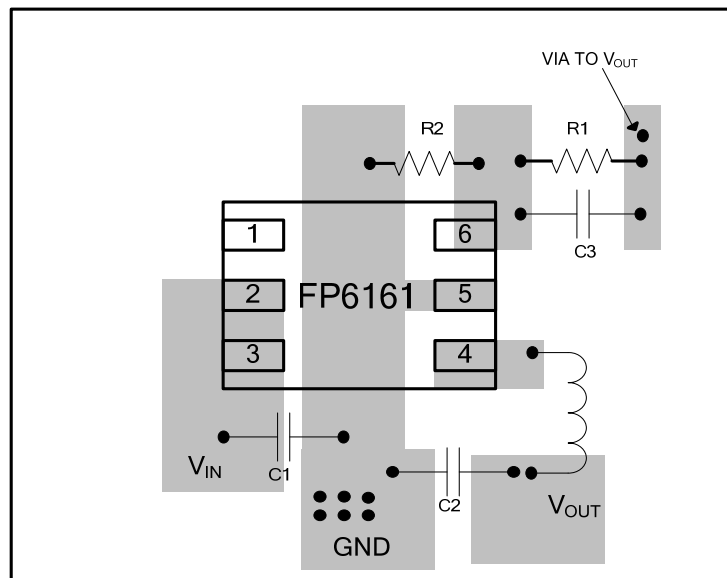 VIA TO VOUT
R2
R1
1
6
C3
2
FP6161
5
3
4
VIN
C1
C2
VOUT
GND